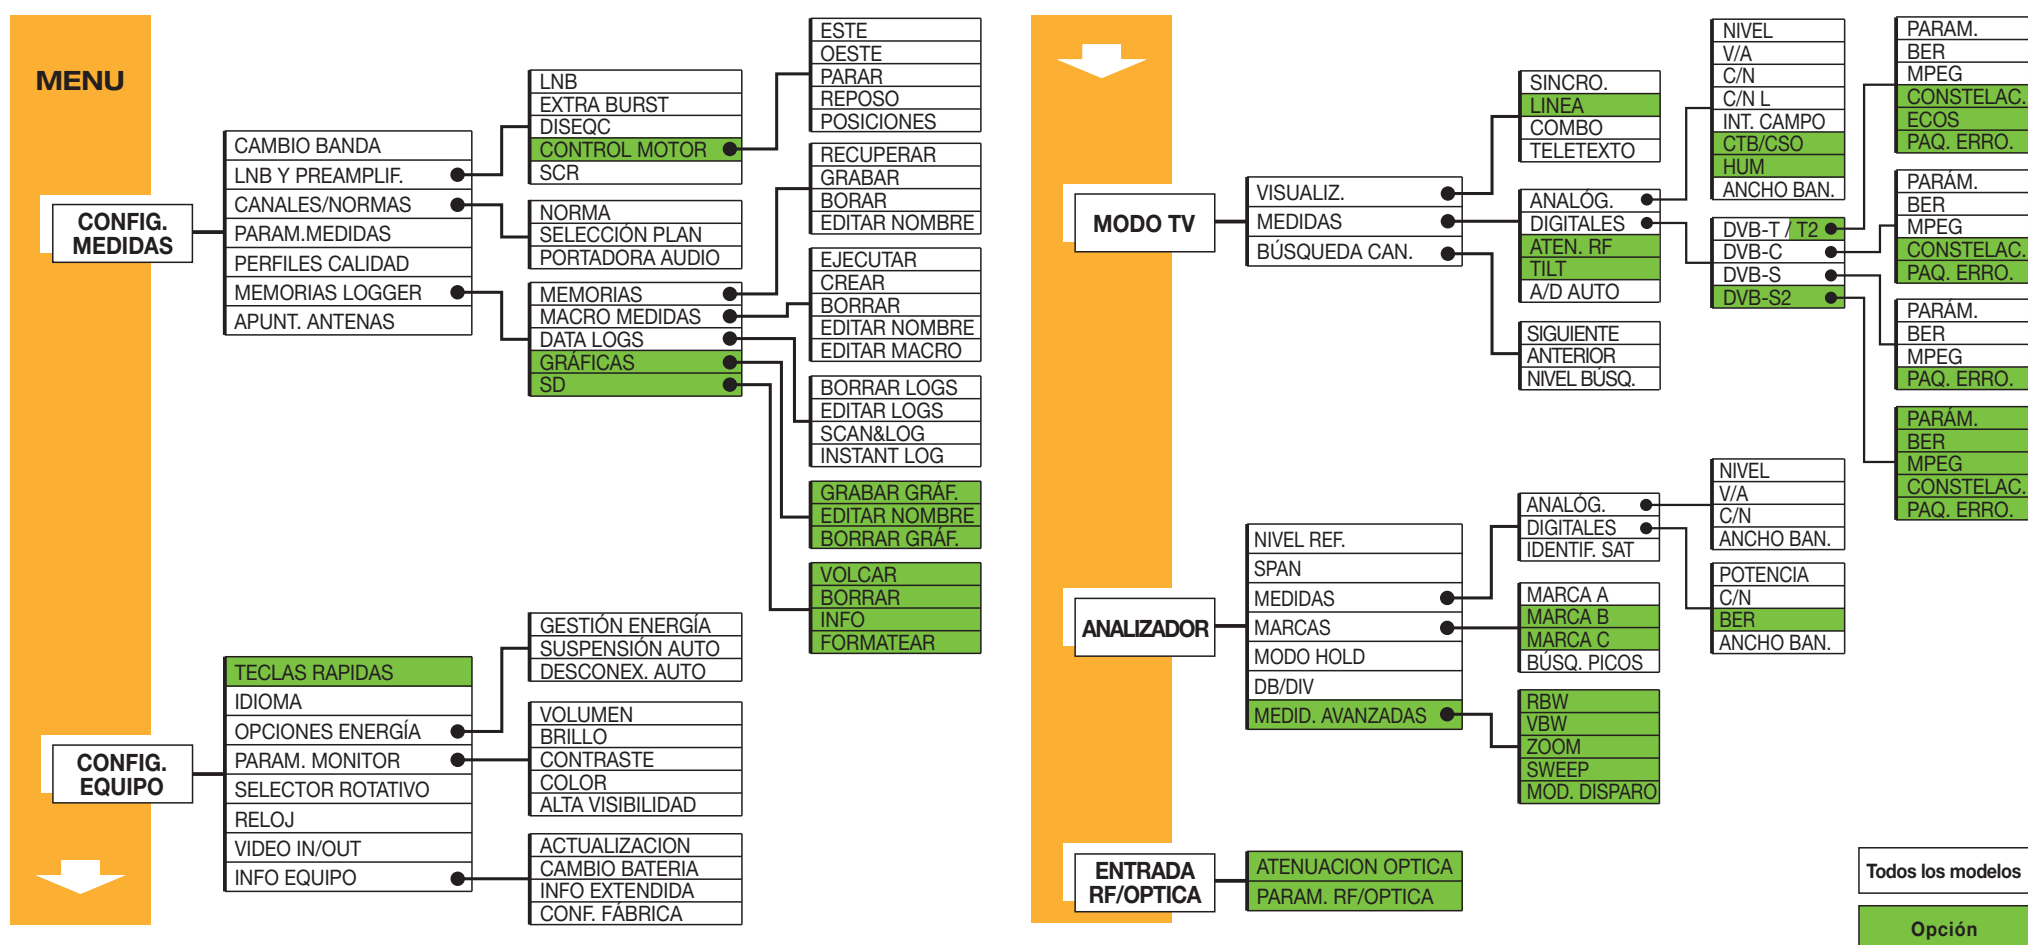 MENU
CONFIG.
MEDIDAS
CAMBIO BANDA
LNB Y PREAMPLIF.
CANALES/NORMAS
PARAM.MEDIDAS
PERFILES CALIDAD
MEMORIAS LOGGER
APUNT. ANTENAS
LNB
EXTRA BURST
DISEQC
CONTROL MOTOR
SCR
NORMA
SELECCIÓN PLAN
PORTADORA AUDIO
MEMORIAS
MACRO MEDIDAS
DATA LOGS
GRÁFICAS
SD
ESTE
OESTE
PARAR
REPOSO
POSICIONES
RECUPERAR
GRABAR
BORAR
EDITAR NOMBRE
EJECUTAR
CREAR
BORRAR
EDITAR NOMBRE
EDITAR MACRO
BORRAR LOGS
EDITAR LOGS
SCAN&LOG
INSTANT LOG
GRABAR GRÁF.
EDITAR NOMBRE
BORRAR GRÁF.
VOLCAR
BORRAR
INFO
FORMATEAR
CONFIG.
EQUIPO
TECLAS RAPIDAS
IDIOMA
OPCIONES ENERGÍA
PARAM. MONITOR
SELECTOR ROTATIVO
RELOJ
VIDEO IN/OUT
INFO EQUIPO
GESTIÓN ENERGÍA
SUSPENSIÓN AUTO
DESCONEX. AUTO
VOLUMEN
BRILLO
CONTRASTE
COLOR
ALTA VISIBILIDAD
ACTUALIZACION
CAMBIO BATERIA
INFO EXTENDIDA
CONF. FÁBRICA
MODO TV
VISUALIZ.
MEDIDAS
BÚSQUEDA CAN.
SINCRO.
LINEA
COMBO
TELETEXTO
ANALÓG.
DIGITALES
ATEN. RF
TILT
A/D AUTO
SIGUIENTE
ANTERIOR
NIVEL BÚSQ.
NIVEL
V/A
C/N
C/N L
INT. CAMPO
CTB/CSO
HUM
ANCHO BAN.
DVB-T / T2
DVB-C
DVB-S
DVB-S2
PARAM.
BER
MPEG
CONSTELAC.
ECOS
PAQ. ERRO.
PARÁM.
BER
MPEG
CONSTELAC.
PAQ. ERRO.
PARÁM.
BER
MPEG
PAQ. ERRO.
PARÁM.
BER
MPEG
CONSTELAC.
PAQ. ERRO.
ANALIZADOR
NIVEL REF.
SPAN
MEDIDAS
MARCAS
MODO HOLD
DB/DIV
MEDID. AVANZADAS
ANALÓG.
DIGITALES
IDENTIF. SAT
MARCA A
MARCA B
MARCA C
BÚSQ. PICOS
RBW
VBW
ZOOM
SWEEP
MOD. DISPARO
NIVEL
V/A
C/N
ANCHO BAN.
POTENCIA
C/N
BER
ANCHO BAN.
ENTRADA
RF/OPTICA
ATENUACION OPTICA
PARAM. RF/OPTICA
Todos los modelos
Opción